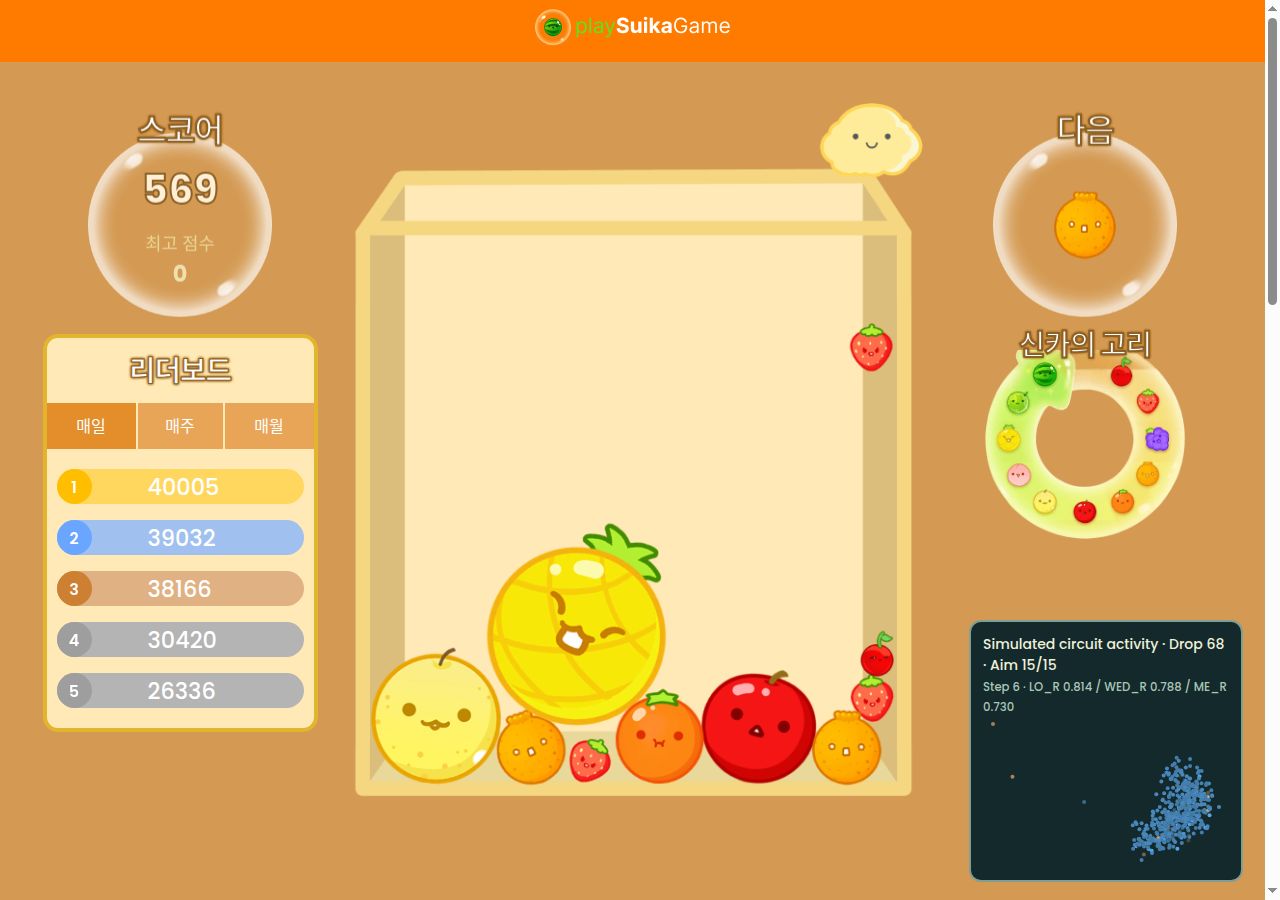 playSuikaGame
스코어
569
최고 점수
0
다음
신카의 고리
리더보드
매일
매주
매월
1 40005
2 39032
3 38166
4 30420
5 26336
Simulated circuit activity · Drop 68
· Aim 15/15
Step 6 · LO_R 0.814 / WED_R 0.788 / ME_R
0.730